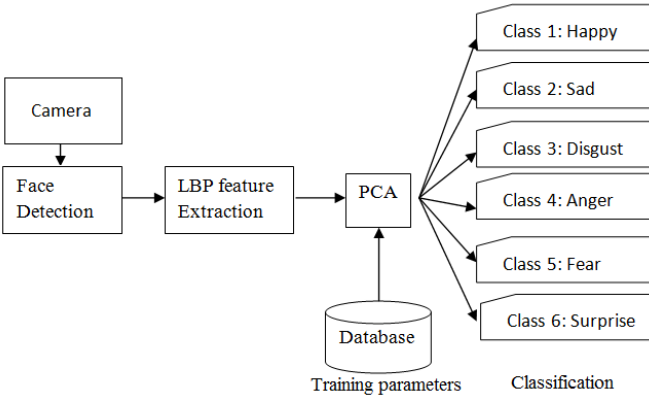 Camera
Face
Detection
LBP feature
Extraction
PCA
Database
Training parameters
Class 1: Happy
Class 2: Sad
Class 3: Disgust
Class 4: Anger
Class 5: Fear
Class 6: Surprise
Classification